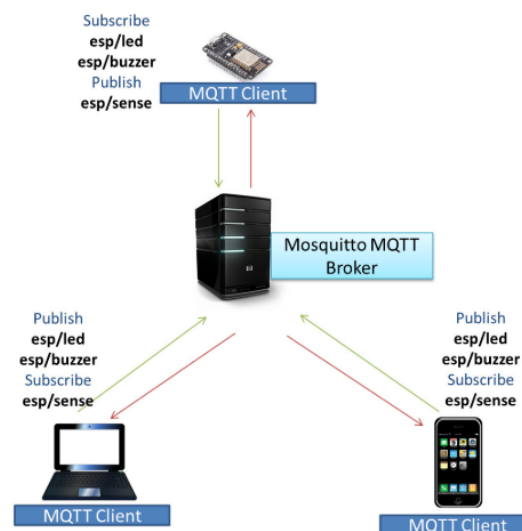 Subscribe
esp/led
esp/buzzer
Publish
esp/sense
MQTT Client
Mosquitto MQTT
Broker
Publish
esp/led
esp/buzzer
Subscribe
esp/sense
MQTT Client
Publish
esp/led
esp/buzzer
Subscribe
esp/sense
MQTT Client